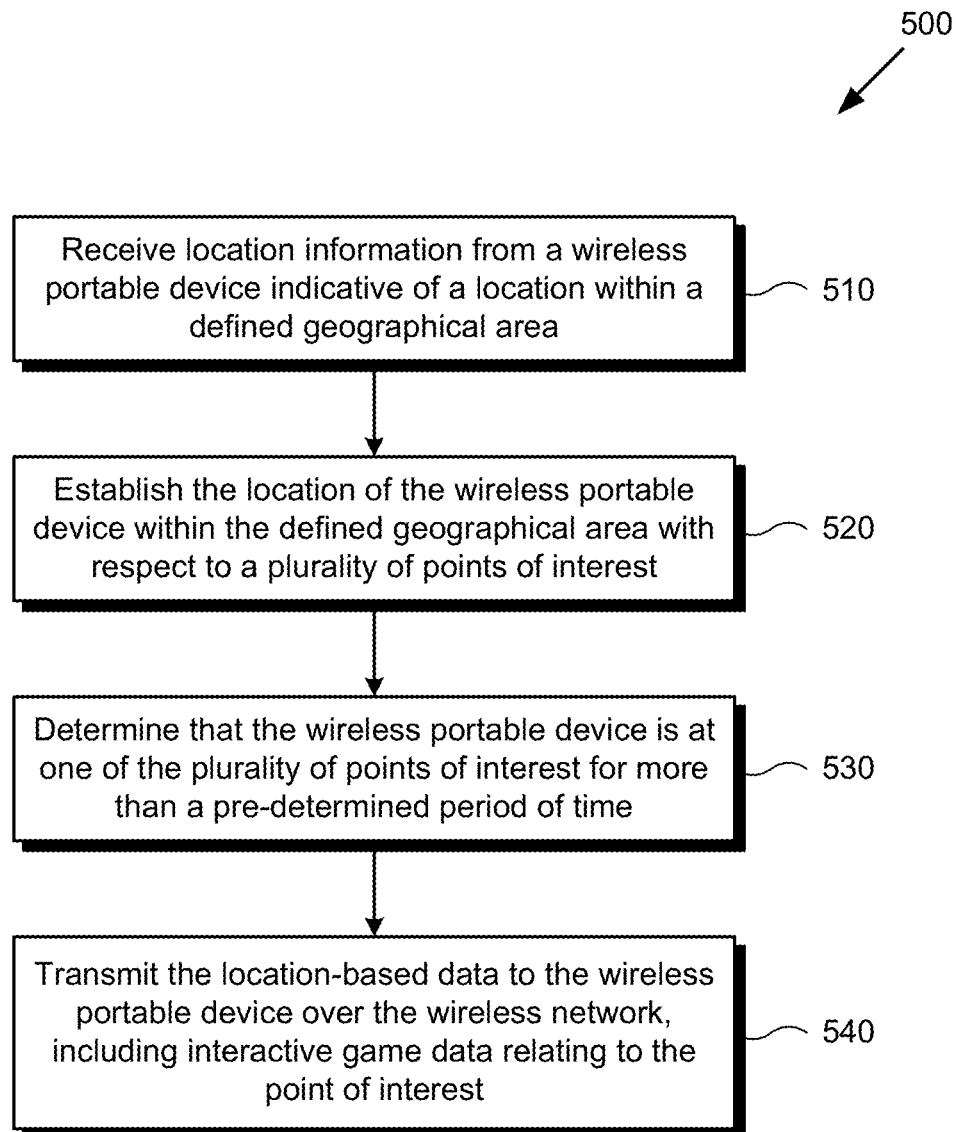 500
Receive location information from a wireless
portable device indicative of a location within a
defined geographical area
510
Establish the location of the wireless portable
device within the defined geographical area with
respect to a plurality of points of interest
520
Determine that the wireless portable device is at
one of the plurality of points of interest for more
than a pre-determined period of time
530
Transmit the location-based data to the wireless
portable device over the wireless network,
including interactive game data relating to the
point of interest
540